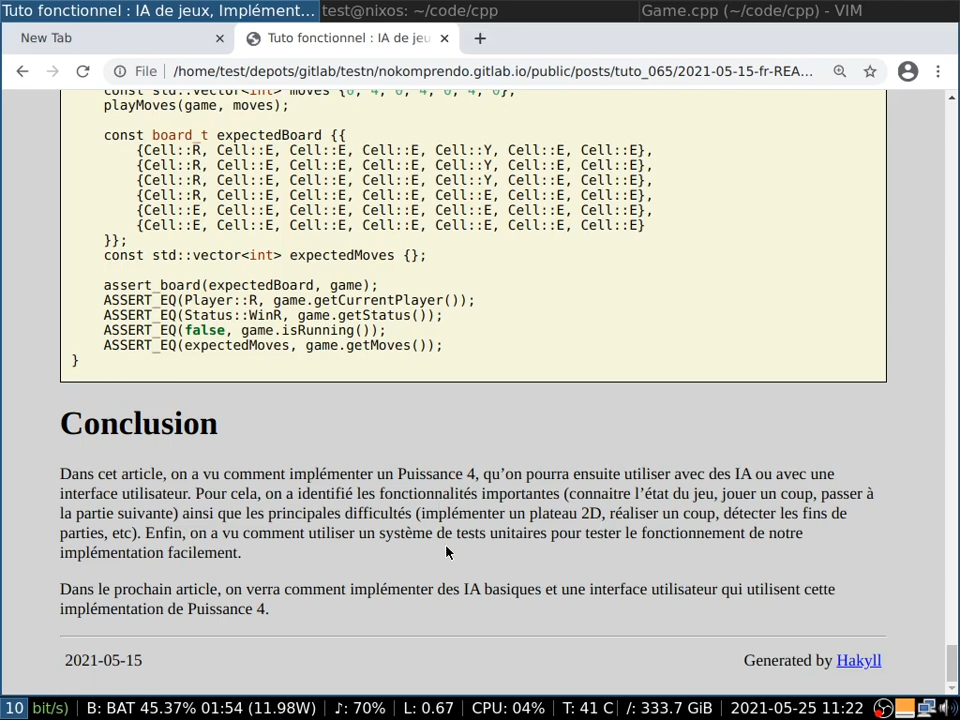 Tuto fonctionnel : IA de jeux, Implément... test@nixos: ~/code/cpp Game.cpp (~/code/cpp) - VIM
New Tab Tuto fonctionnel : IA de jeu
File /home/test/depots/gitlab/testn/nokomprendo.gitlab.io/public/posts/tuto_065/2021-05-15-fr-REA...
const std::vector<int> moves {0, 4, 0, 4, 0, 4, 0};
playMoves(game, moves);
const board_t expectedBoard {{
{Cell::R, Cell::E, Cell::E, Cell::E, Cell::Y, Cell::E, Cell::E},
{Cell::R, Cell::E, Cell::E, Cell::E, Cell::Y, Cell::E, Cell::E},
{Cell::R, Cell::E, Cell::E, Cell::E, Cell::Y, Cell::E, Cell::E},
{Cell::R, Cell::E, Cell::E, Cell::E, Cell::E, Cell::E, Cell::E},
{Cell::E, Cell::E, Cell::E, Cell::E, Cell::E, Cell::E, Cell::E},
{Cell::E, Cell::E, Cell::E, Cell::E, Cell::E, Cell::E, Cell::E}
}};
const std::vector<int> expectedMoves {};
assert_board(expectedBoard, game);
ASSERT_EQ(Player::R, game.getCurrentPlayer());
ASSERT_EQ(Status::WinR, game.getStatus());
ASSERT_EQ(false, game.isRunning());
ASSERT_EQ(expectedMoves, game.getMoves());
}
Conclusion
Dans cet article, on a vu comment implémenter un Puissance 4, qu’on pourra ensuite utiliser avec des IA ou avec une
interface utilisateur. Pour cela, on a identifié les fonctionnalités importantes (connaitre l’état du jeu, jouer un coup, passer à
la partie suivante) ainsi que les principales difficultés (implémenter un plateau 2D, réaliser un coup, détecter les fins de
parties, etc). Enfin, on a vu comment utiliser un système de tests unitaires pour tester le fonctionnement de notre
implémentation facilement.
Dans le prochain article, on verra comment implémenter des IA basiques et une interface utilisateur qui utilisent cette
implémentation de Puissance 4.
2021-05-15 Generated by Hakyll
10 bit/s) B: BAT 45.37% 01:54 (11.98W) ♪: 70% L: 0.67 CPU: 04% T: 41 C /: 333.7 GiB 2021-05-25 11:22